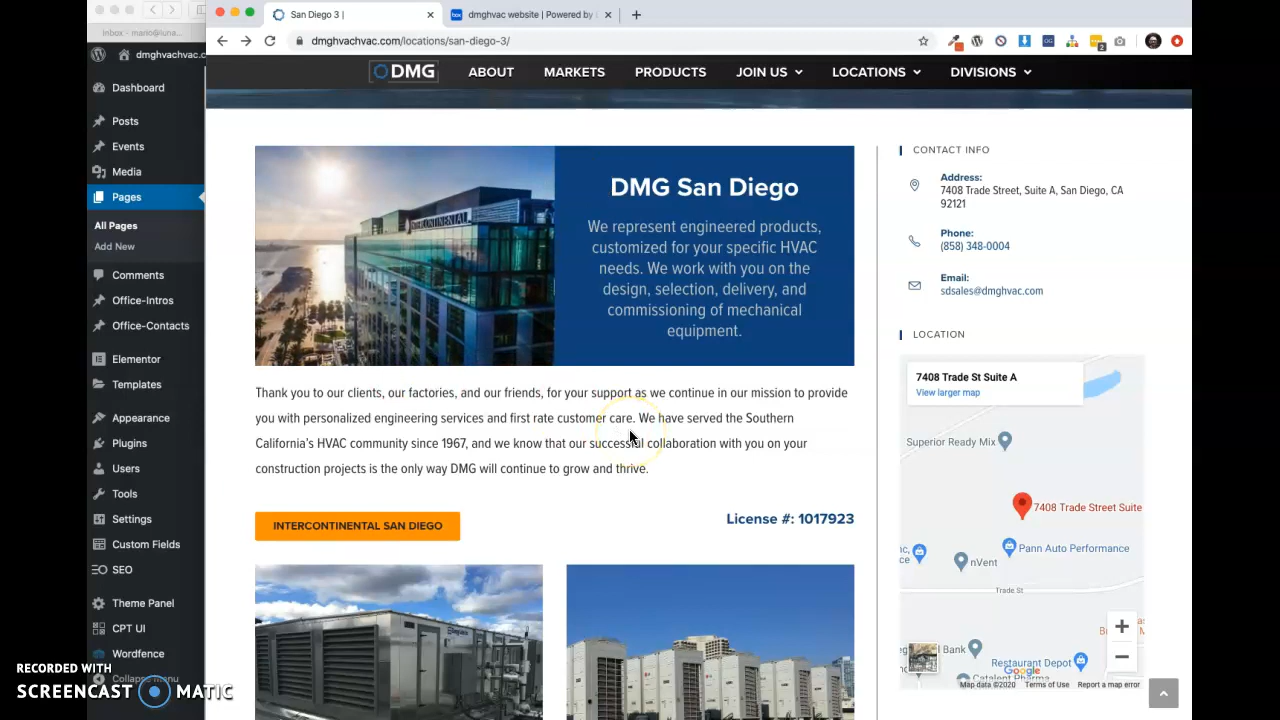 San Diego 3 |
dmghvac website | Powered by
inbox - mario@luna...
dmghvachvac.com/locations/san-diego-3/
dmghvachvac.c
DMG
ABOUT
MARKETS
PRODUCTS
JOIN US
LOCATIONS
DIVISIONS
Dashboard
Posts
Events
Media
Pages
All Pages
Add New
Comments
Office-Intros
Office-Contacts
Elementor
Templates
Appearance
Plugins
Users
Tools
Settings
Custom Fields
SEO
Theme Panel
CPT UI
Wordfence
Collapse menu
INTERCONTINENTAL
DMG San Diego
We represent engineered products,
customized for your specific HVAC
needs. We work with you on the
design, selection, delivery, and
commissioning of mechanical
equipment.
Thank you to our clients, our factories, and our friends, for your support as we continue in our mission to provide
you with personalized engineering services and first rate customer care. We have served the Southern
California's HVAC community since 1967, and we know that our successful collaboration with you on your
construction projects is the only way DMG will continue to grow and thrive.
INTERCONTINENTAL SAN DIEGO
License #: 1017923
CONTACT INFO
Address:
7408 Trade Street, Suite A, San Diego, CA
92121
Phone:
(858) 348-0004
Email:
sdsales@dmghvac.com
LOCATION
7408 Trade St Suite A
View larger map
Superior Ready Mix
7408 Trade Street Suite
Pann Auto Performance
nVent
Trade St
Bank
Restaurant Depot
Catalent Pharma
Google
Map data ©2020
Terms of Use
Report a map error
RECORDED WITH
SCREENCAST MATIC